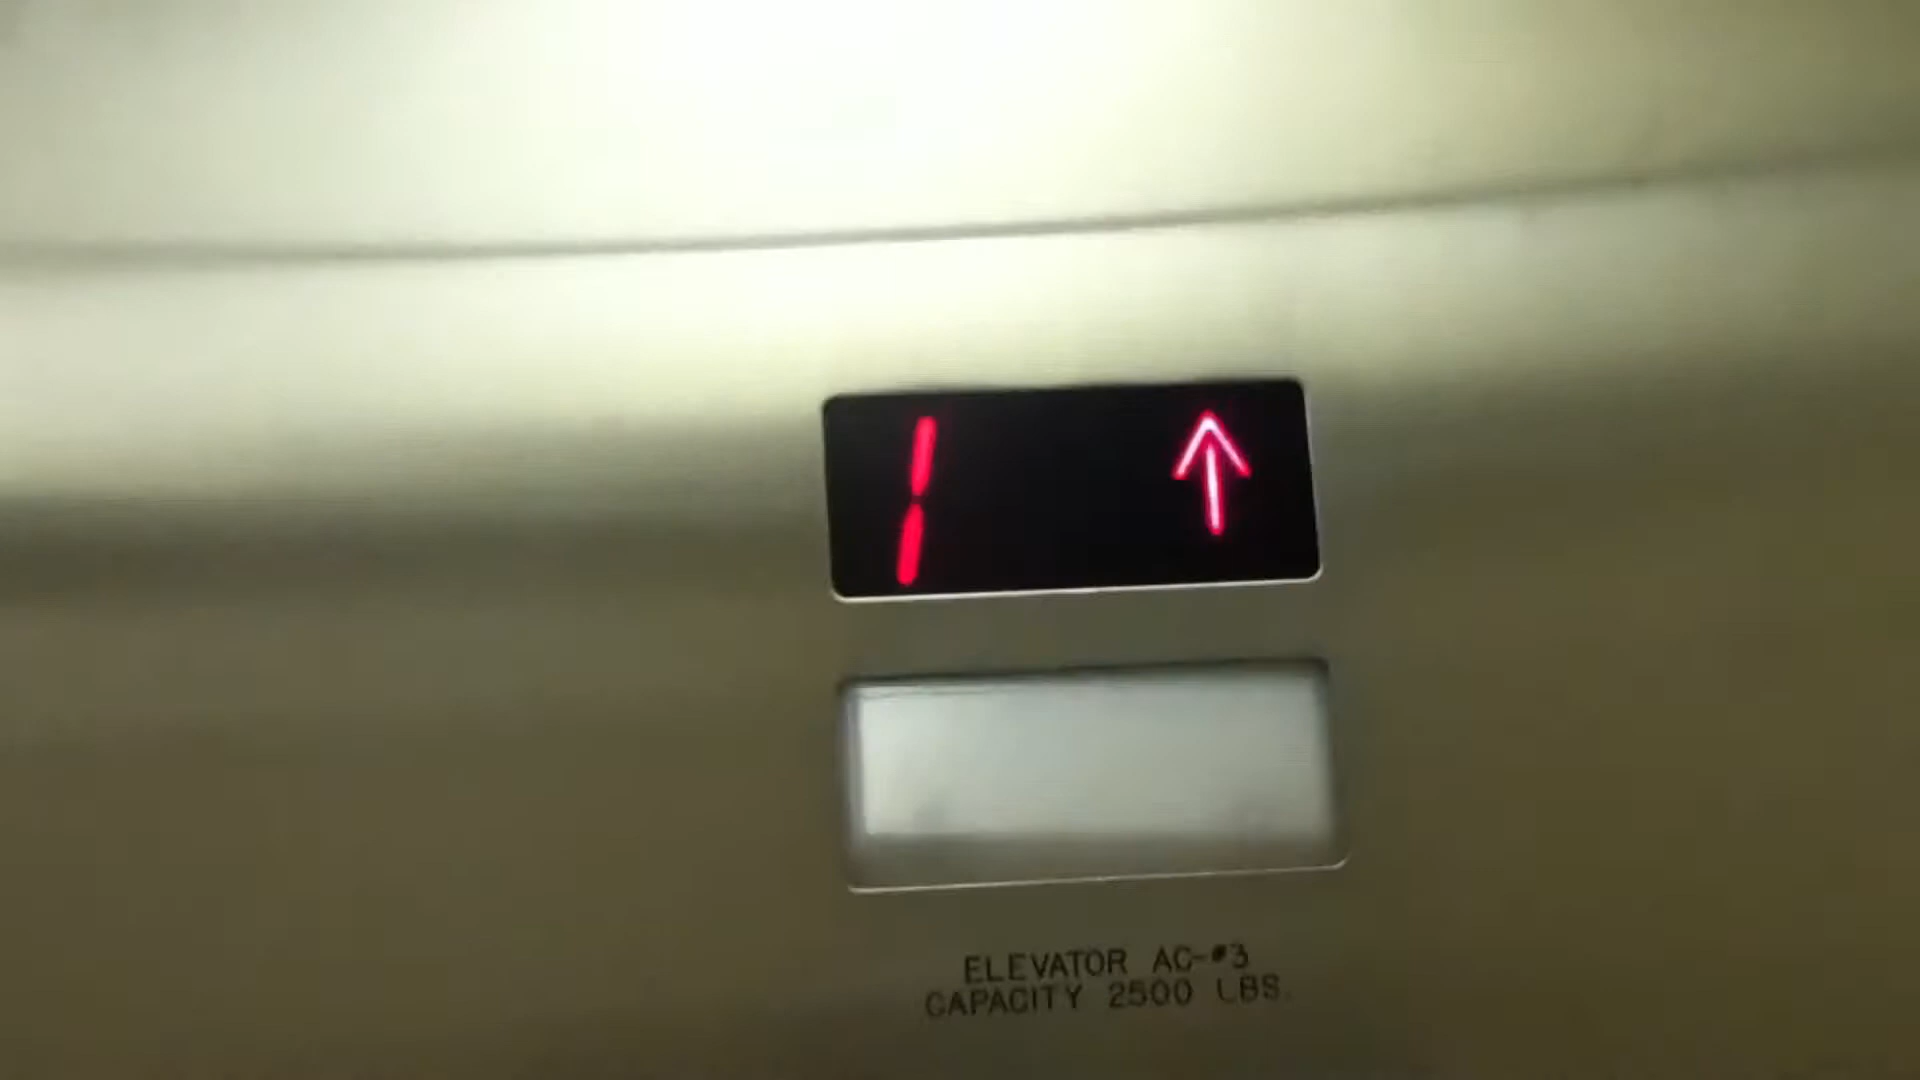 1 ↑
ELEVATOR AC-#3
CAPACITY 2500 LBS.